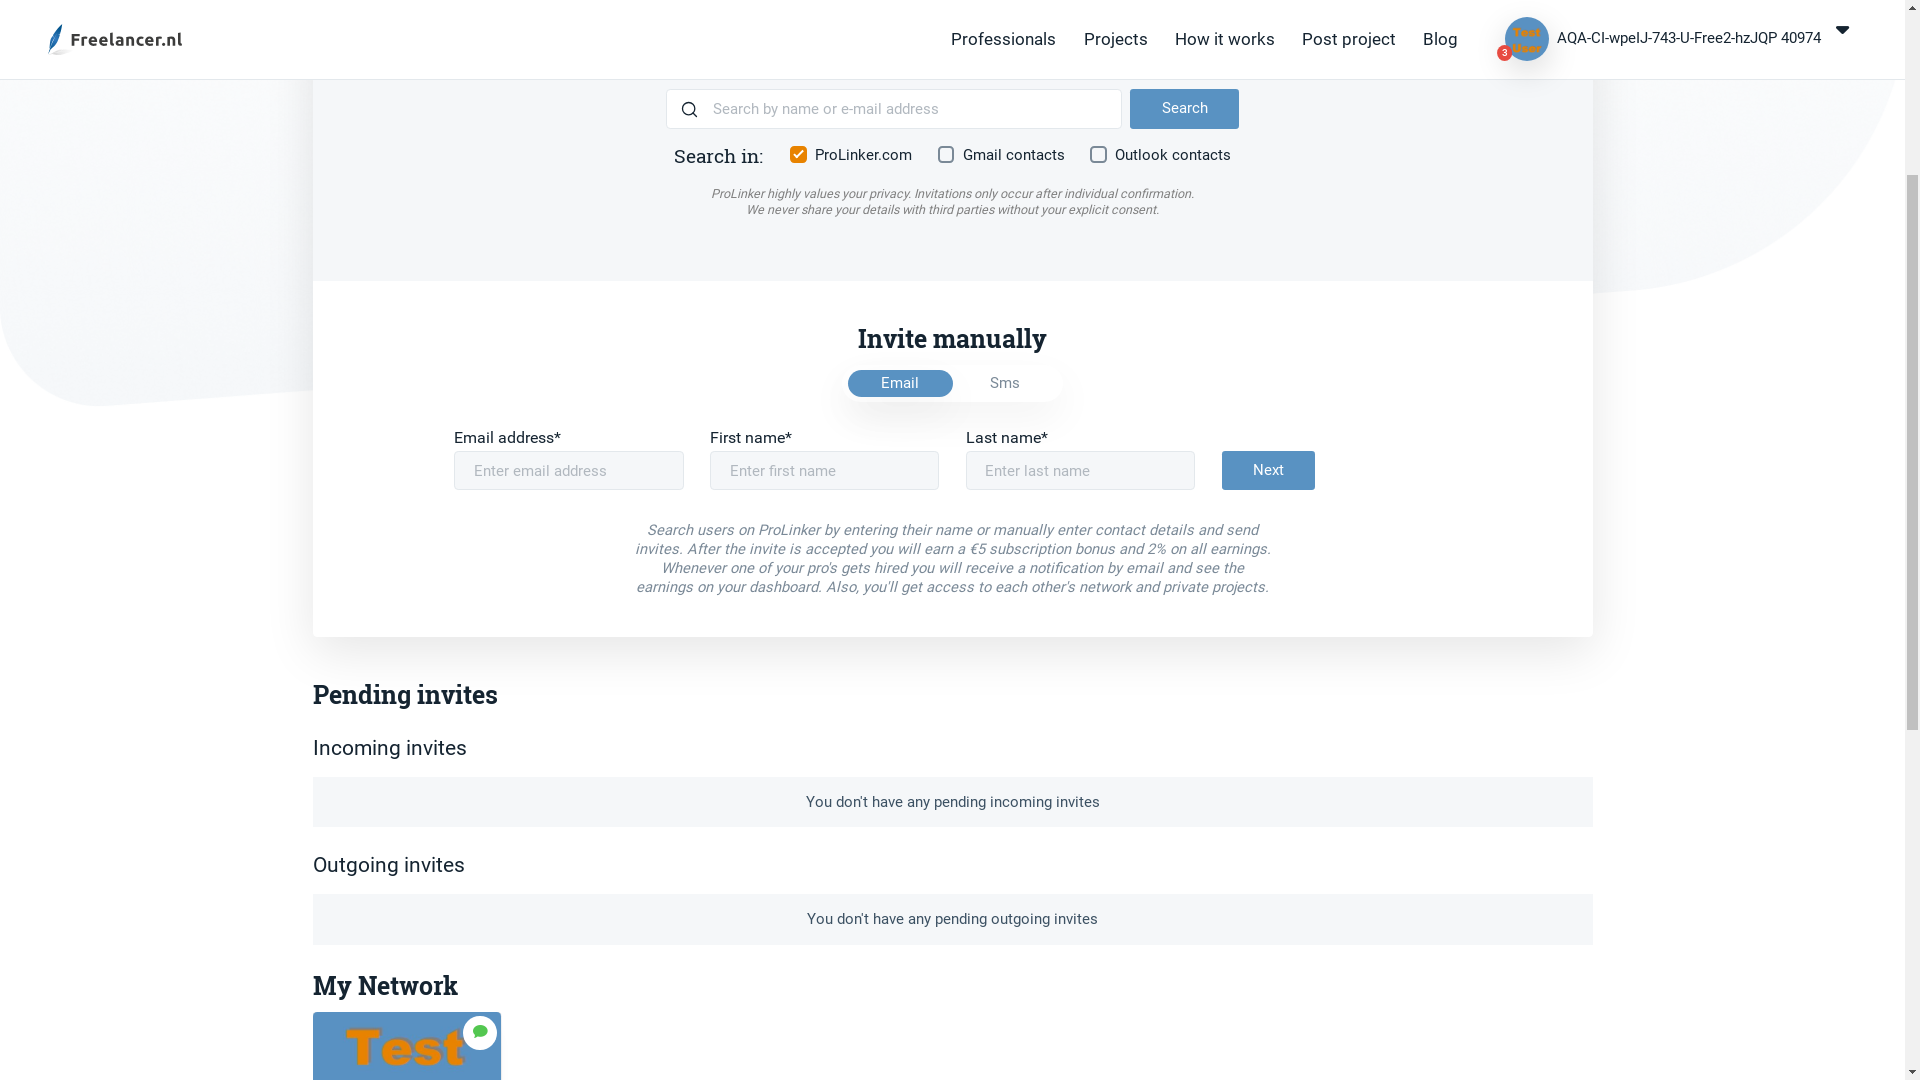 Freelancer.nl
Professionals
Projects
How it works
Post project
Blog
Test
User
3
AQA-CI-wpeIJ-743-U-Free2-hzJQP 40974
Search by name or e-mail address
Search
Search in:
ProLinker.com
Gmail contacts
Outlook contacts
ProLinker highly values your privacy. Invitations only occur after individual confirmation.
We never share your details with third parties without your explicit consent.
Invite manually
Email
Sms
Email address*
First name*
Last name*
Enter email address
Enter first name
Enter last name
Next
Search users on ProLinker by entering their name or manually enter contact details and send
invites. After the invite is accepted you will earn a €5 subscription bonus and 2% on all earnings.
Whenever one of your pro's gets hired you will receive a notification by email and see the
earnings on your dashboard. Also, you'll get access to each other's network and private projects.
Pending invites
Incoming invites
You don't have any pending incoming invites
Outgoing invites
You don't have any pending outgoing invites
My Network
Test